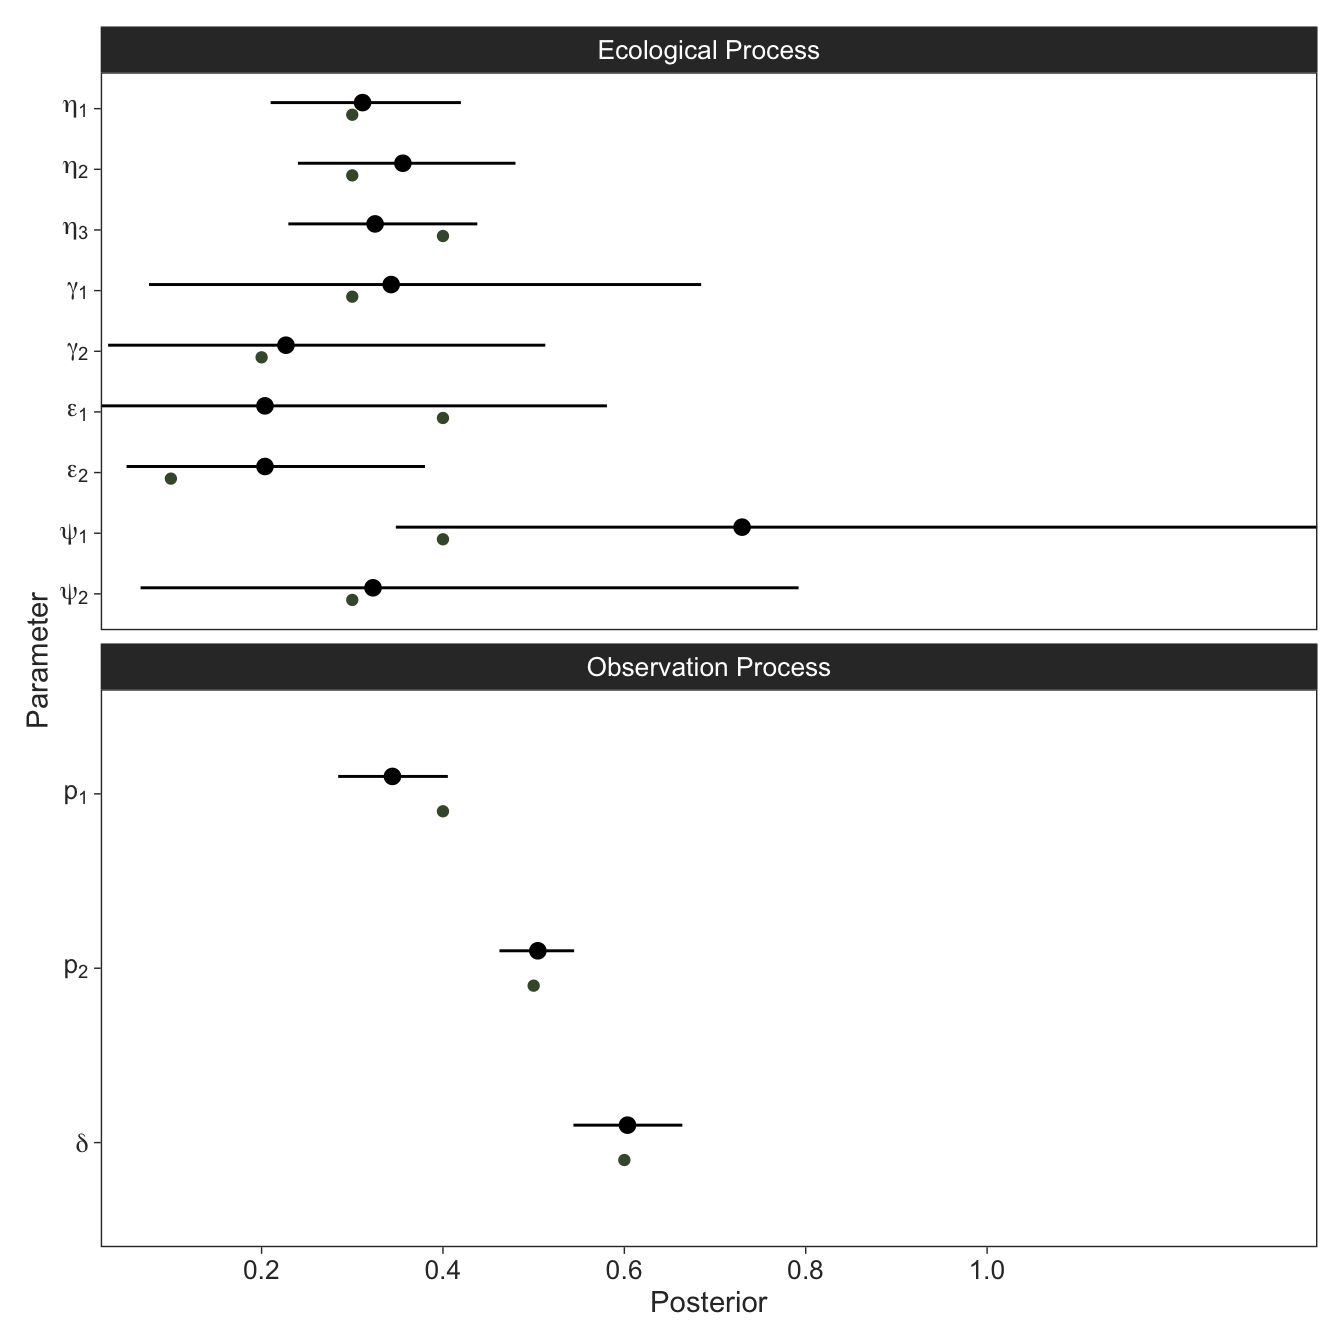 Ecological Process
η1
η2
η3
γ1
γ2
ε1
ε2
ψ1
ψ2
Parameter
Observation Process
p1
p2
δ
0.2 0.4 0.6 0.8 1.0
Posterior